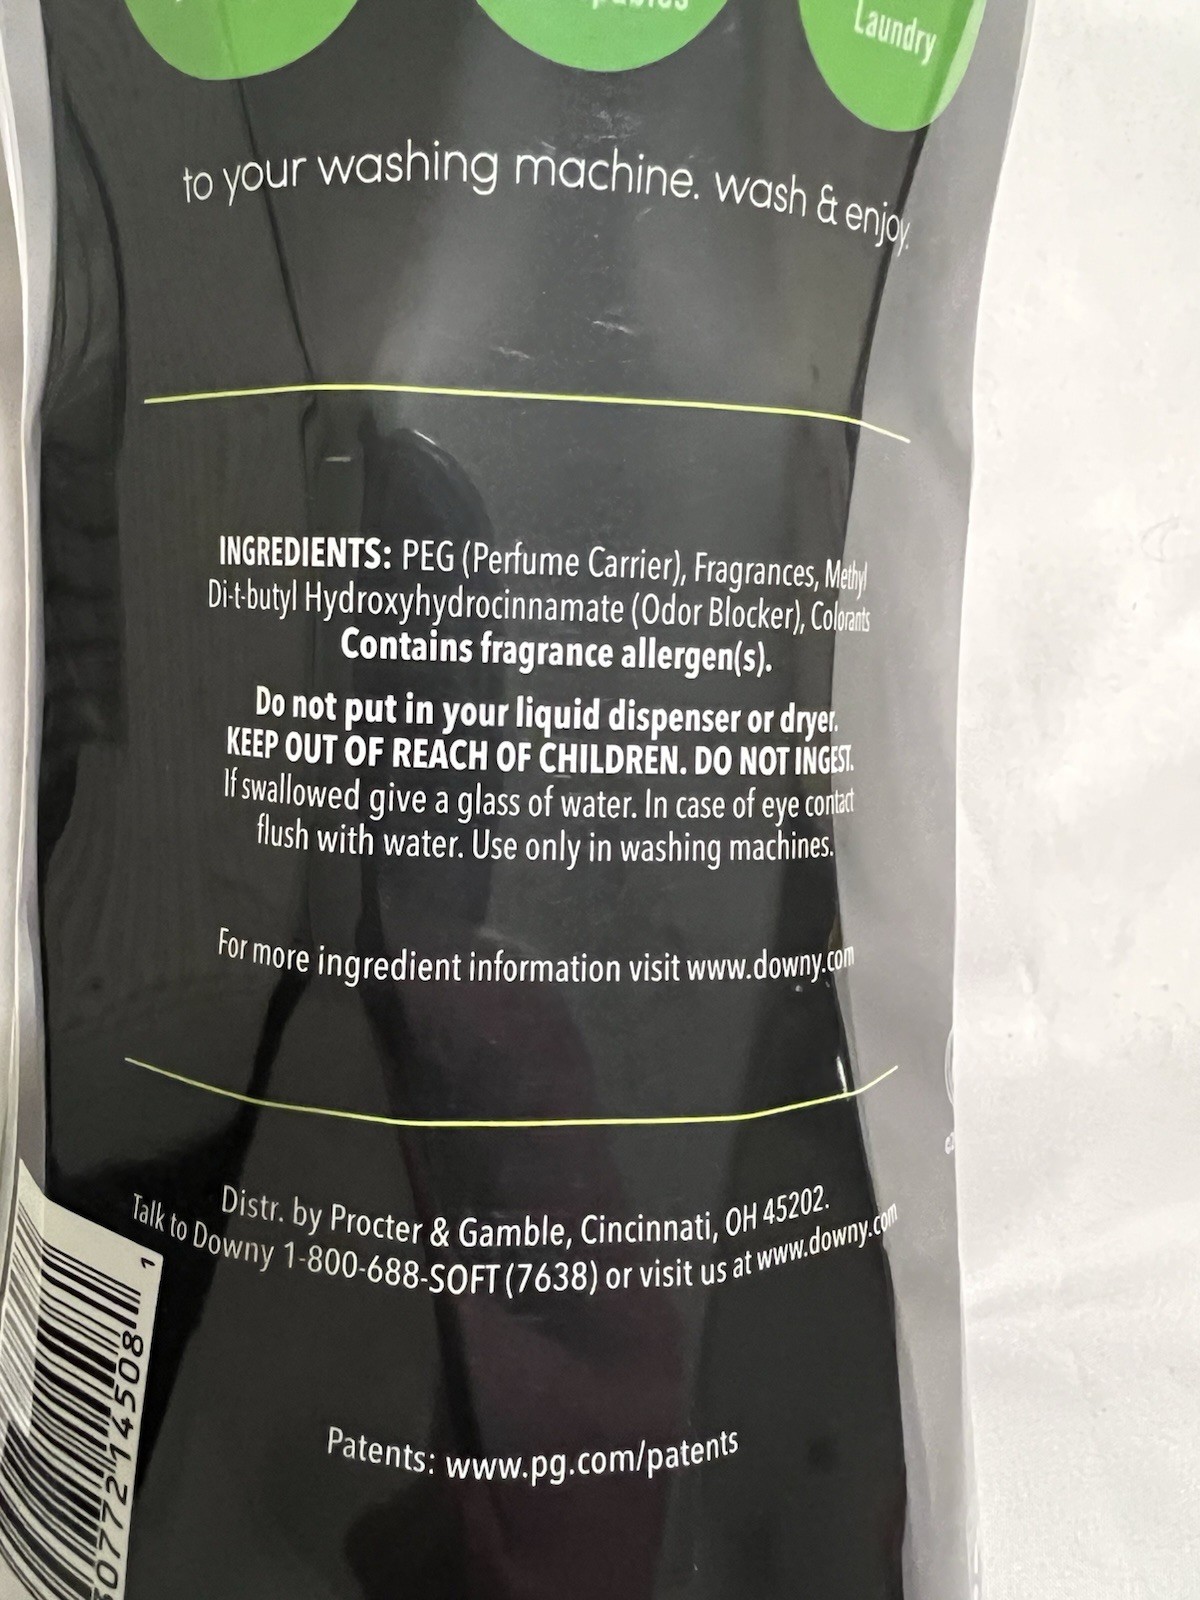 Laundry
to your washing machine. wash & enjoy.
INGREDIENTS: PEG (Perfume Carrier), Fragrances, Methyl
Di-t-butyl Hydroxyhydrocinnamate (Odor Blocker), Colorants
Contains fragrance allergen(s).
Do not put in your liquid dispenser or dryer.
KEEP OUT OF REACH OF CHILDREN. DO NOT INGEST.
If swallowed give a glass of water. In case of eye contact
flush with water. Use only in washing machines.
For more ingredient information visit www.downy.com
Distr. by Procter & Gamble, Cincinnati, OH 45202.
Talk to Downy 1-800-688-SOFT (7638) or visit us at www.downy.com
Patents: www.pg.com/patents
30772 14508 1